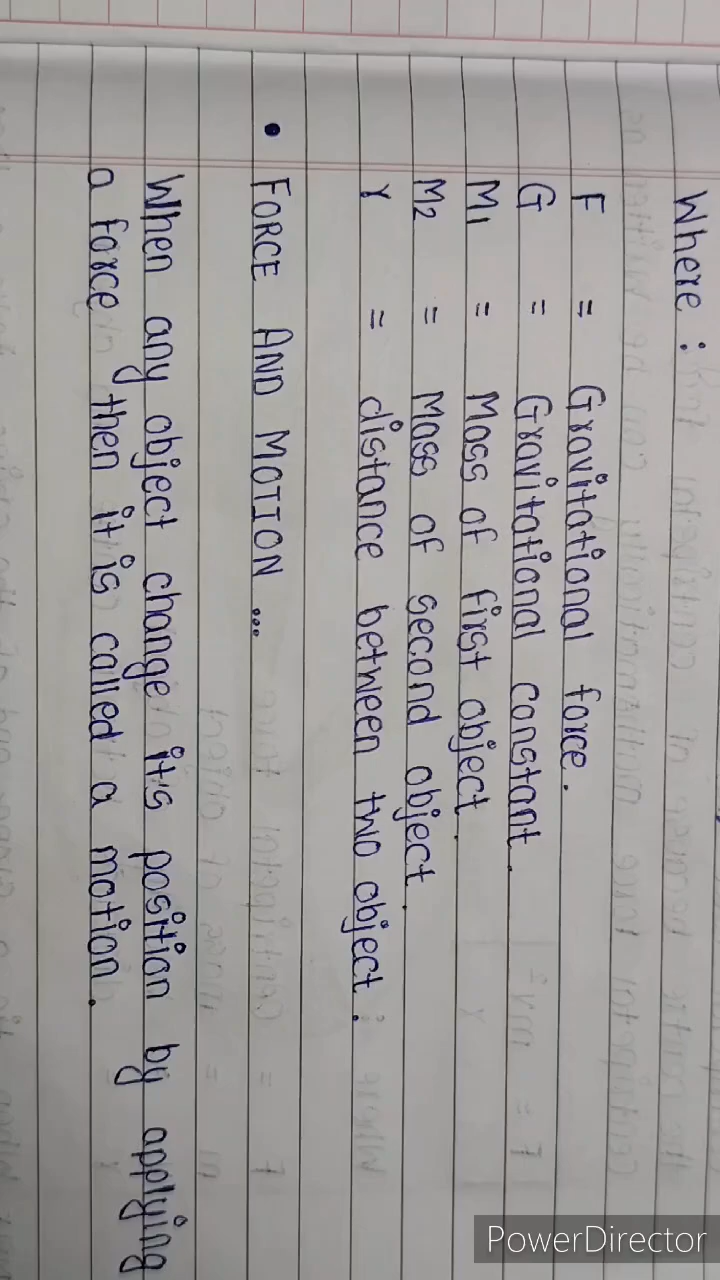 Where :
F = Gravitational force.
G = Gravitational constant.
M1 = Mass of first object.
M2 = Mass of second object.
r = distance between two object.
• FORCE AND MOTION ...
When any object change it's position by applying
a force then it is called a motion.
PowerDirector